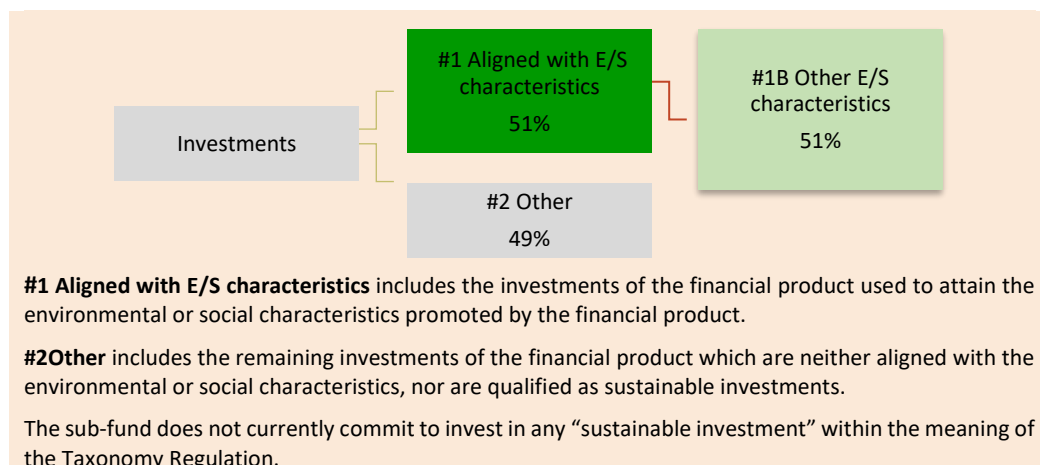 #1 Aligned with E/S
characteristics
51%
#1B Other E/S
characteristics
51%
Investments
#2 Other
49%
#1 Aligned with E/S characteristics includes the investments of the financial product used to attain the
environmental or social characteristics promoted by the financial product.
#2Other includes the remaining investments of the financial product which are neither aligned with the
environmental or social characteristics, nor are qualified as sustainable investments.
The sub-fund does not currently commit to invest in any “sustainable investment” within the meaning of
the Taxonomy Regulation.